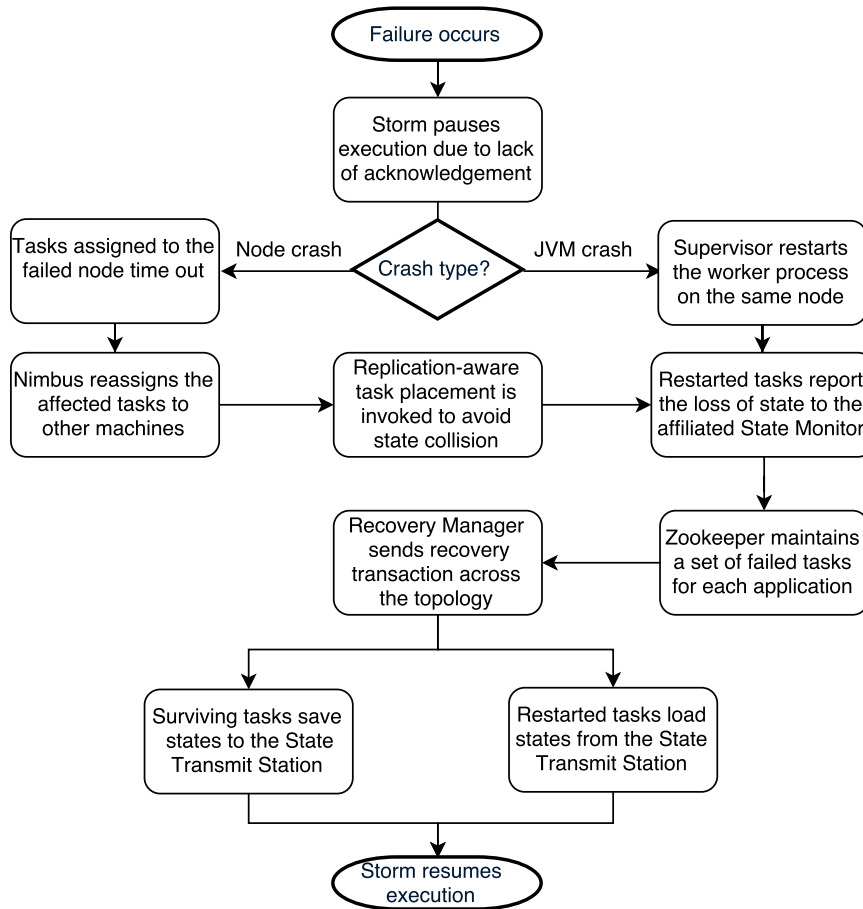 Failure occurs
Storm pauses
execution due to lack
of acknowledgement
Tasks assigned to the
failed node time out
Node crash
Crash type?
JVM crash
Supervisor restarts
the worker process
on the same node
Nimbus reassigns the
affected tasks to
other machines
Replication-aware
task placement is
invoked to avoid
state collision
Restarted tasks report
the loss of state to the
affiliated State Monitor
Recovery Manager
sends recovery
transaction across
the topology
Zookeeper maintains
a set of failed tasks
for each application
Surviving tasks save
states to the State
Transmit Station
Restarted tasks load
states from the State
Transmit Station
Storm resumes
execution